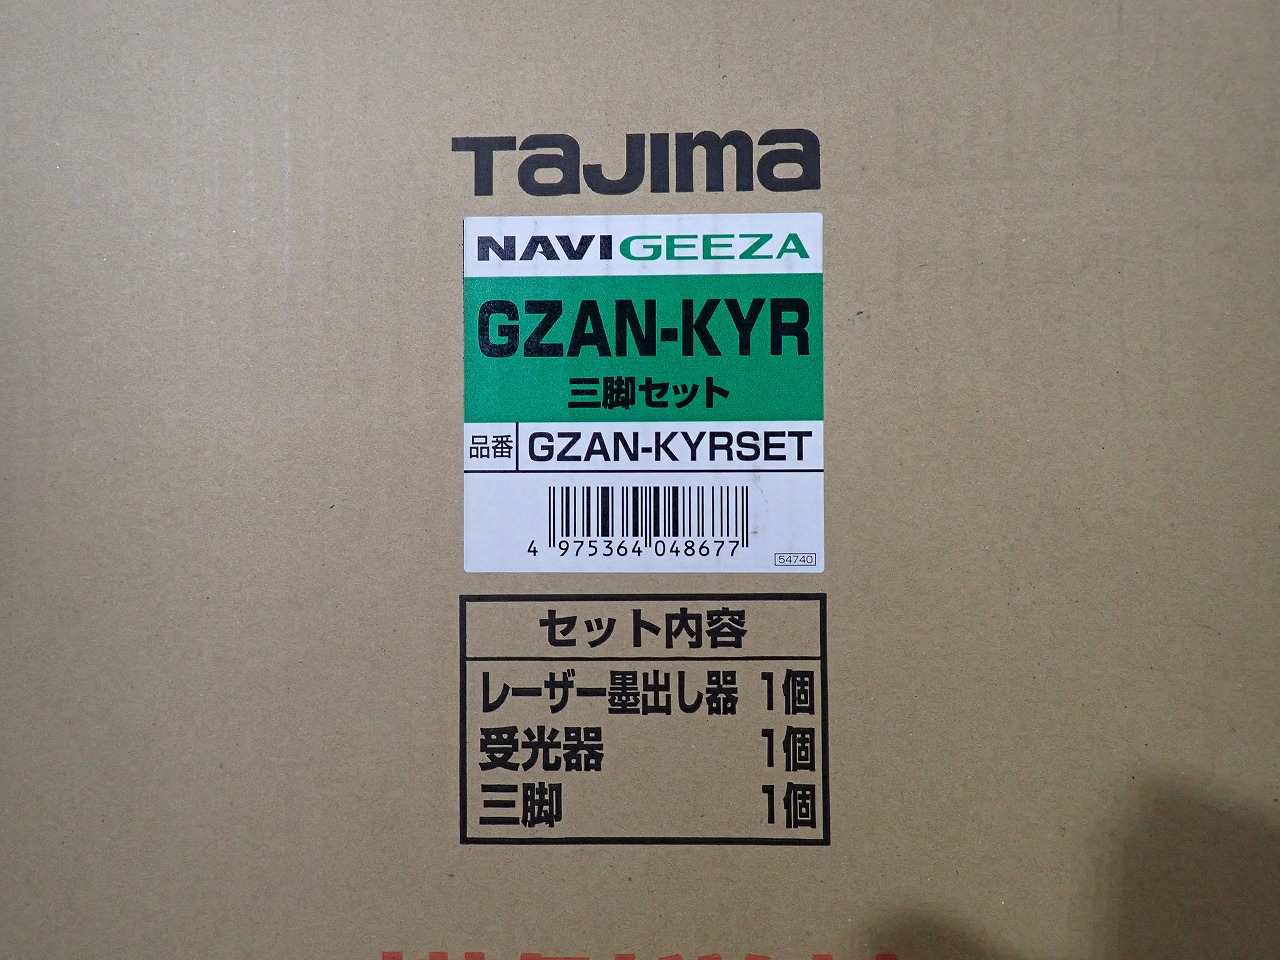 Tajima
NAVIGEEZA
GZAN-KYR
三脚セット
品番 GZAN-KYRSET
4 975364 048677
54740
セット内容
レーザー墨出し器 1個
受光器 1個
三脚 1個